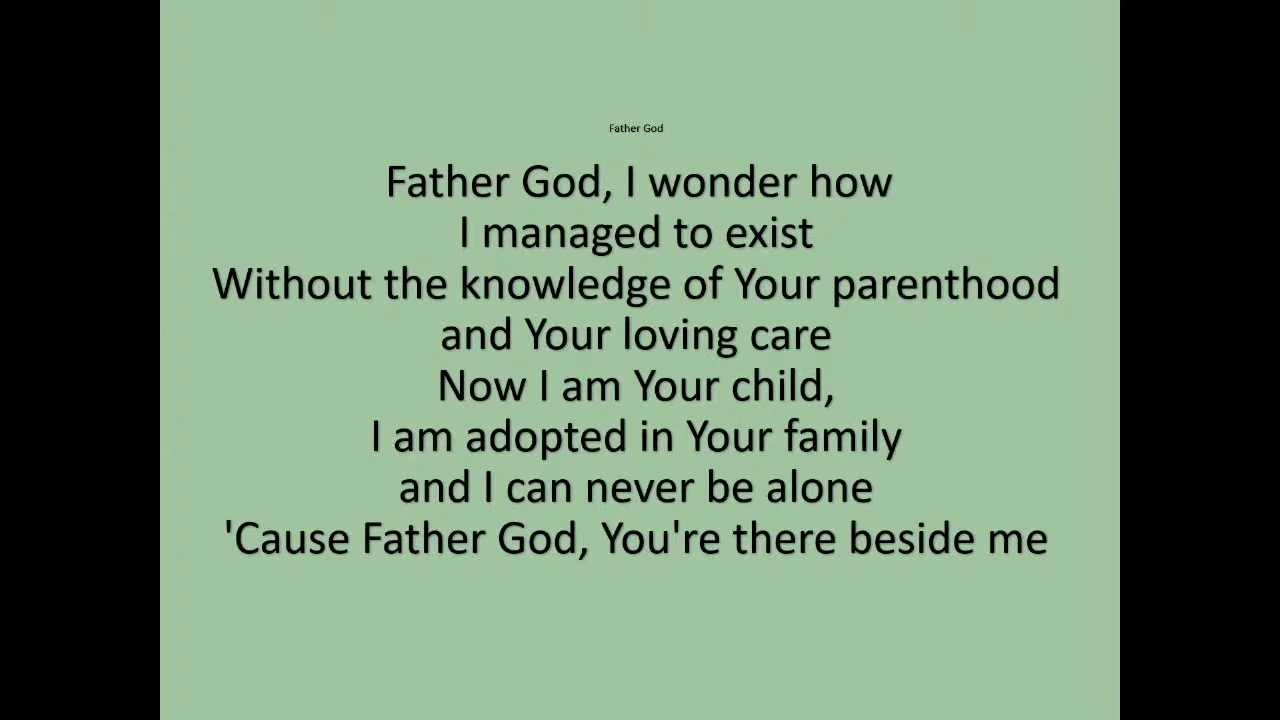 Father God
Father God, I wonder how
I managed to exist
Without the knowledge of Your parenthood
and Your loving care
Now I am Your child,
I am adopted in Your family
and I can never be alone
'Cause Father God, You're there beside me